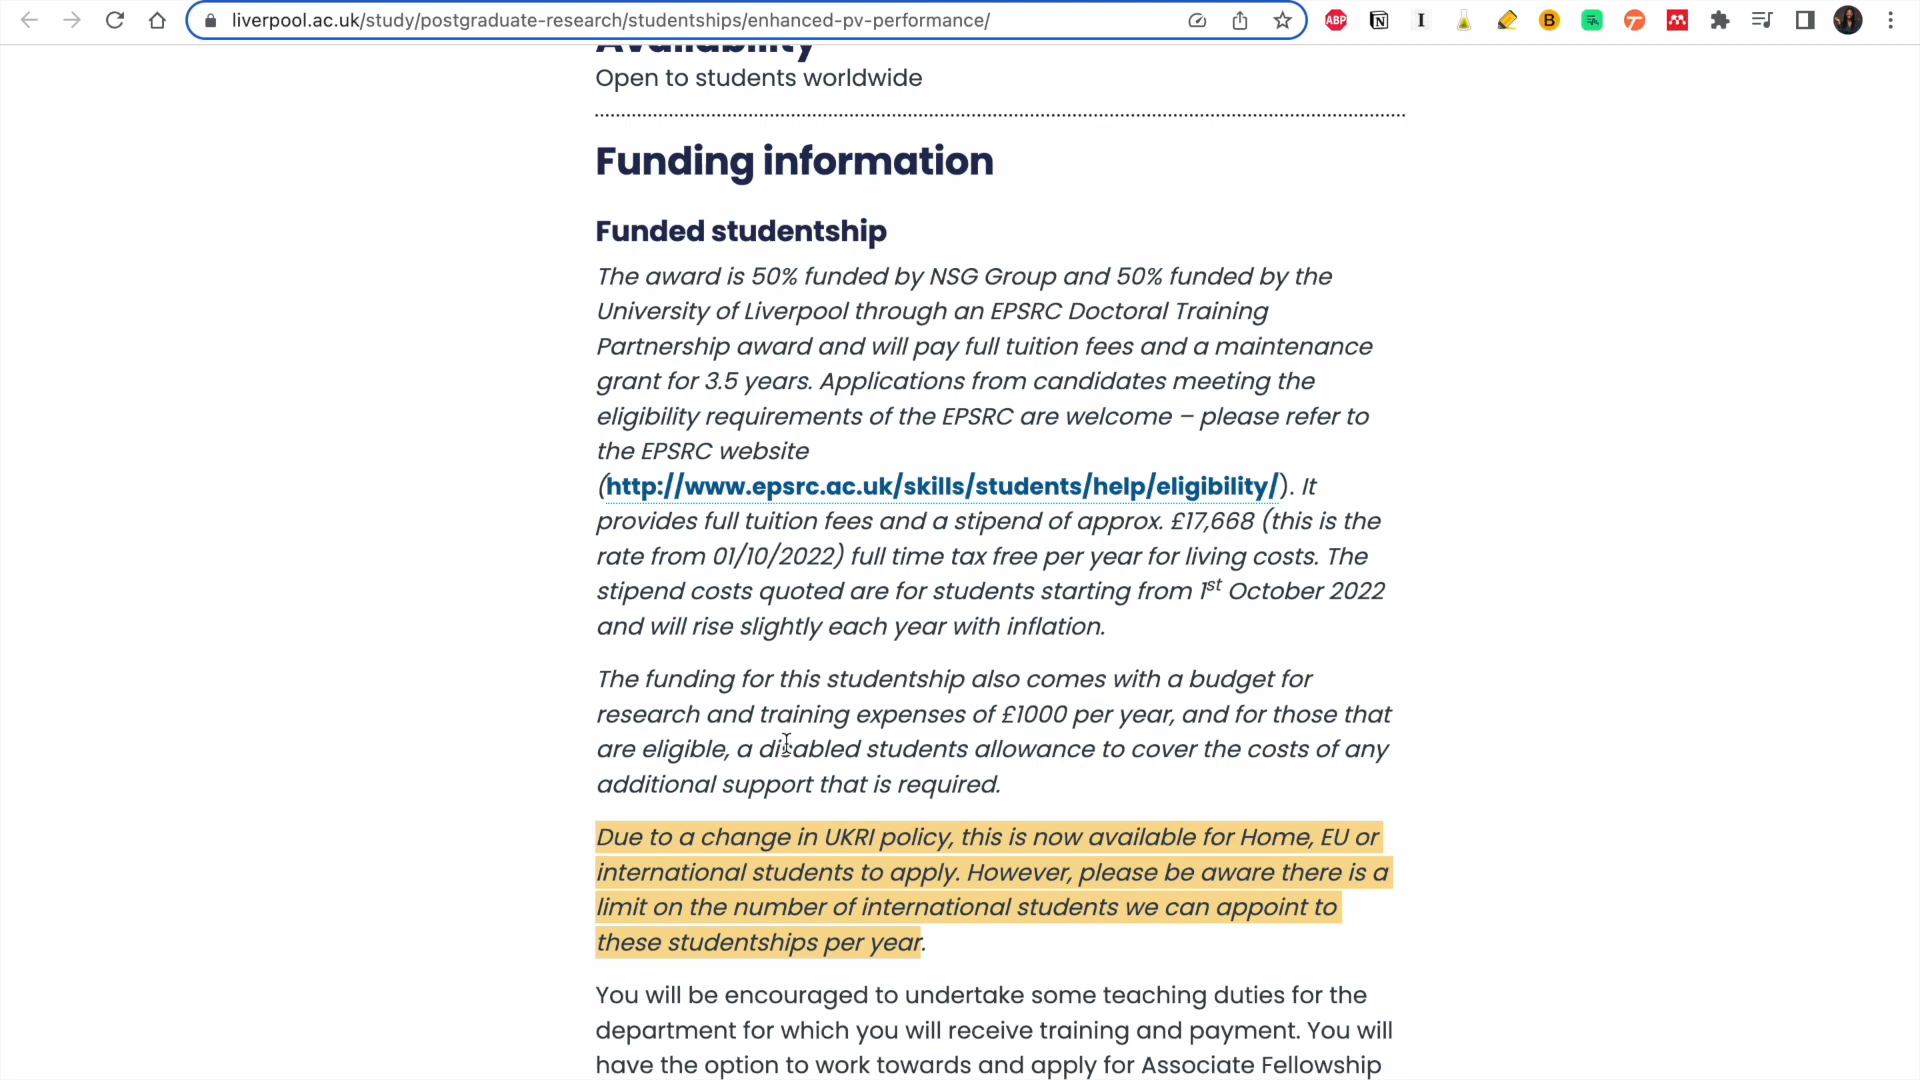 liverpool.ac.uk/study/postgraduate-research/studentships/enhanced-pv-performance/
Availability
Open to students worldwide
Funding information
Funded studentship
The award is 50% funded by NSG Group and 50% funded by the
University of Liverpool through an EPSRC Doctoral Training
Partnership award and will pay full tuition fees and a maintenance
grant for 3.5 years. Applications from candidates meeting the
eligibility requirements of the EPSRC are welcome – please refer to
the EPSRC website
(http://www.epsrc.ac.uk/skills/students/help/eligibility/). It
provides full tuition fees and a stipend of approx. £17,668 (this is the
rate from 01/10/2022) full time tax free per year for living costs. The
stipend costs quoted are for students starting from 1st October 2022
and will rise slightly each year with inflation.
The funding for this studentship also comes with a budget for
research and training expenses of £1000 per year, and for those that
are eligible, a disabled students allowance to cover the costs of any
additional support that is required.
Due to a change in UKRI policy, this is now available for Home, EU or
international students to apply. However, please be aware there is a
limit on the number of international students we can appoint to
these studentships per year.
You will be encouraged to undertake some teaching duties for the
department for which you will receive training and payment. You will
have the option to work towards and apply for Associate Fellowship